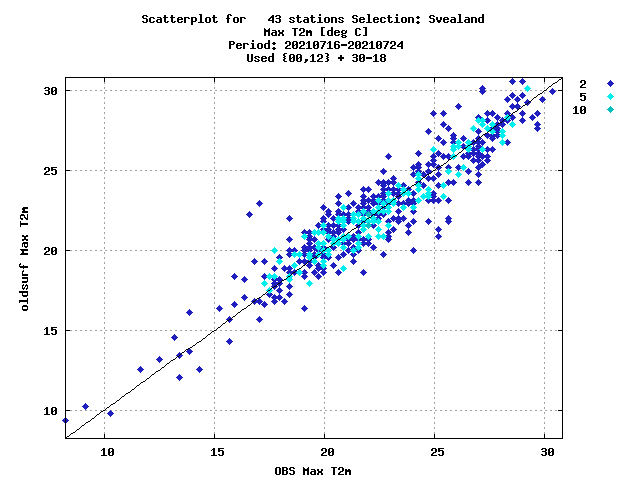 Scatterplot for   43 stations Selection: Svealand
Max T2m [deg C]
Period: 20210716-20210724
Used {00,12} + 30-18
2
5
10
30
25
20
15
10
oldsurf Max T2m
10
15
20
25
30
OBS Max T2m